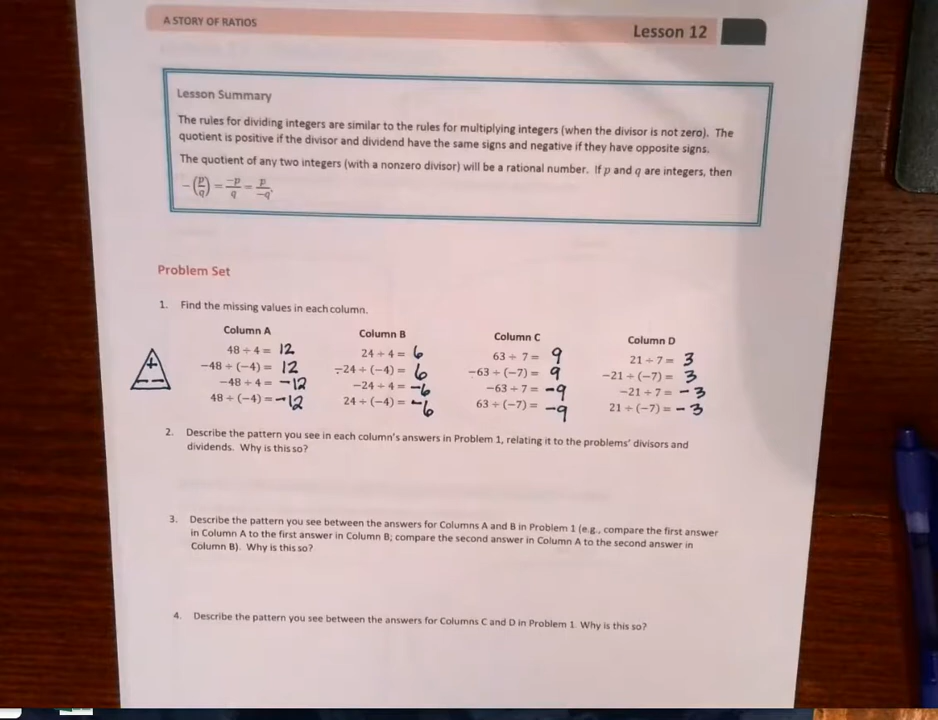 A STORY OF RATIOS
Lesson 12
Lesson Summary
The rules for dividing integers are similar to the rules for multiplying integers (when the divisor is not zero). The
quotient is positive if the divisor and dividend have the same signs and negative if they have opposite signs.
The quotient of any two integers (with a nonzero divisor) will be a rational number. If p and q are integers, then
−(p/q) = −p/q = p/−q.
Problem Set
1. Find the missing values in each column.
Column A Column B Column C Column D
48 ÷ 4 = 12 24 ÷ 4 = 6 63 ÷ 7 = 9 21 ÷ 7 = 3
−48 ÷ (−4) = 12 −24 ÷ (−4) = 6 −63 ÷ (−7) = 9 −21 ÷ (−7) = 3
−48 ÷ 4 = −12 −24 ÷ 4 = −6 −63 ÷ 7 = −9 −21 ÷ 7 = −3
48 ÷ (−4) = −12 24 ÷ (−4) = −6 63 ÷ (−7) = −9 21 ÷ (−7) = −3
+
− −
2. Describe the pattern you see in each column's answers in Problem 1, relating it to the problems' divisors and
dividends. Why is this so?
3. Describe the pattern you see between the answers for Columns A and B in Problem 1 (e.g., compare the first answer
in Column A to the first answer in Column B; compare the second answer in Column A to the second answer in
Column B). Why is this so?
4. Describe the pattern you see between the answers for Columns C and D in Problem 1. Why is this so?